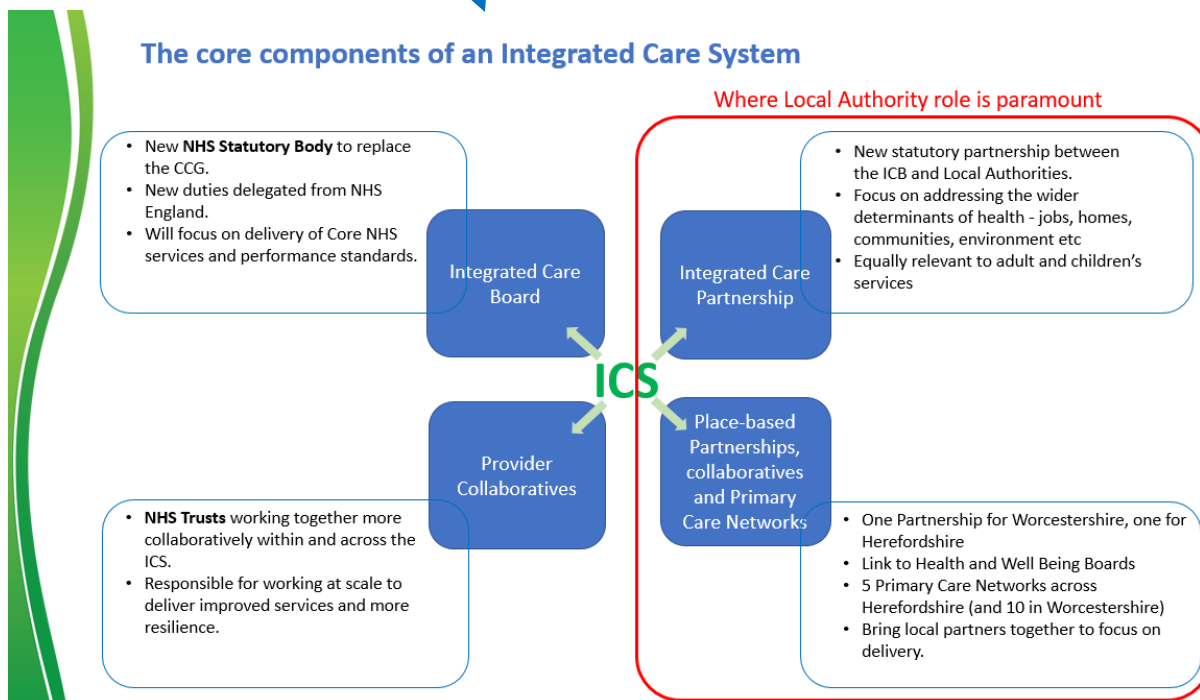 The core components of an Integrated Care System
Where Local Authority role is paramount
• New NHS Statutory Body to replace
the CCG.
• New duties delegated from NHS
England.
• Will focus on delivery of Core NHS
services and performance standards.
Integrated Care
Board
Integrated Care
Partnership
• New statutory partnership between
the ICB and Local Authorities.
• Focus on addressing the wider
determinants of health - jobs, homes,
communities, environment etc
• Equally relevant to adult and children's
services
ICS
Provider
Collaboratives
Place-based
Partnerships,
collaboratives
and Primary
Care Networks
• NHS Trusts working together more
collaboratively within and across the
ICS.
• Responsible for working at scale to
deliver improved services and more
resilience.
• One Partnership for Worcestershire, one for
Herefordshire
• Link to Health and Well Being Boards
• 5 Primary Care Networks across
Herefordshire (and 10 in Worcestershire)
• Bring local partners together to focus on
delivery.